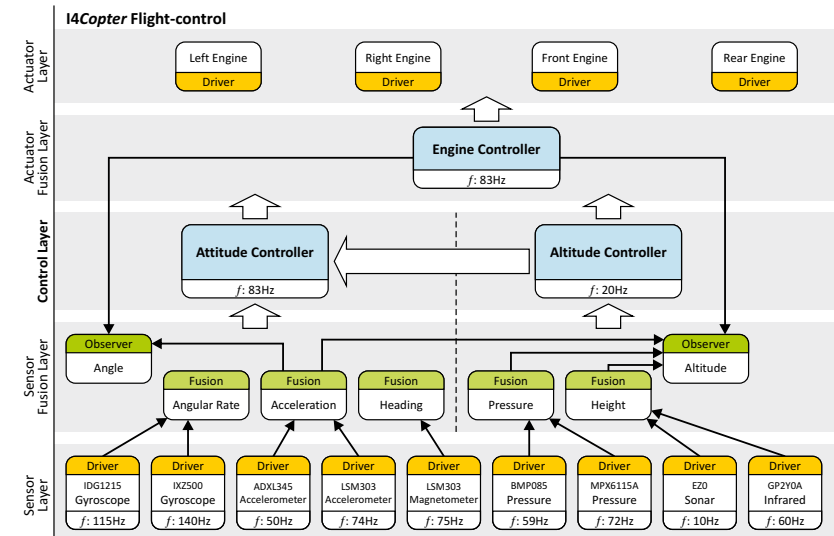 I4Copter Flight-control
Actuator
Layer
Left Engine
Driver
Right Engine
Driver
Front Engine
Driver
Rear Engine
Driver
Actuator
Fusion Layer
Engine Controller
f: 83Hz
Control Layer
Attitude Controller
f: 83Hz
Altitude Controller
f: 20Hz
Sensor
Fusion Layer
Observer
Angle
Observer
Altitude
Fusion
Angular Rate
Fusion
Acceleration
Fusion
Heading
Fusion
Pressure
Fusion
Height
Sensor
Layer
Driver
IDG1215
Gyroscope
f: 115Hz
Driver
IXZ500
Gyroscope
f: 140Hz
Driver
ADXL345
Accelerometer
f: 50Hz
Driver
LSM303
Accelerometer
f: 74Hz
Driver
LSM303
Magnetometer
f: 75Hz
Driver
BMP085
Pressure
f: 59Hz
Driver
MPX6115A
Pressure
f: 72Hz
Driver
EZ0
Sonar
f: 10Hz
Driver
GP2Y0A
Infrared
f: 60Hz